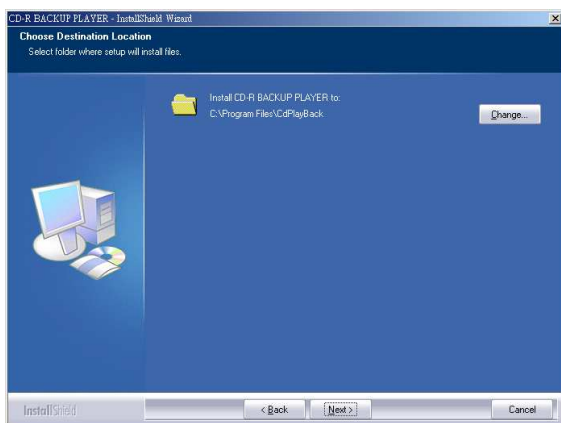 CD-R BACKUP PLAYER - InstallShield Wizard
Choose Destination Location
Select folder where setup will install files.
Install CD-R BACKUP PLAYER to:
C:\Program Files\CdPlayBack
Change...
InstallShield
< Back
Next >
Cancel